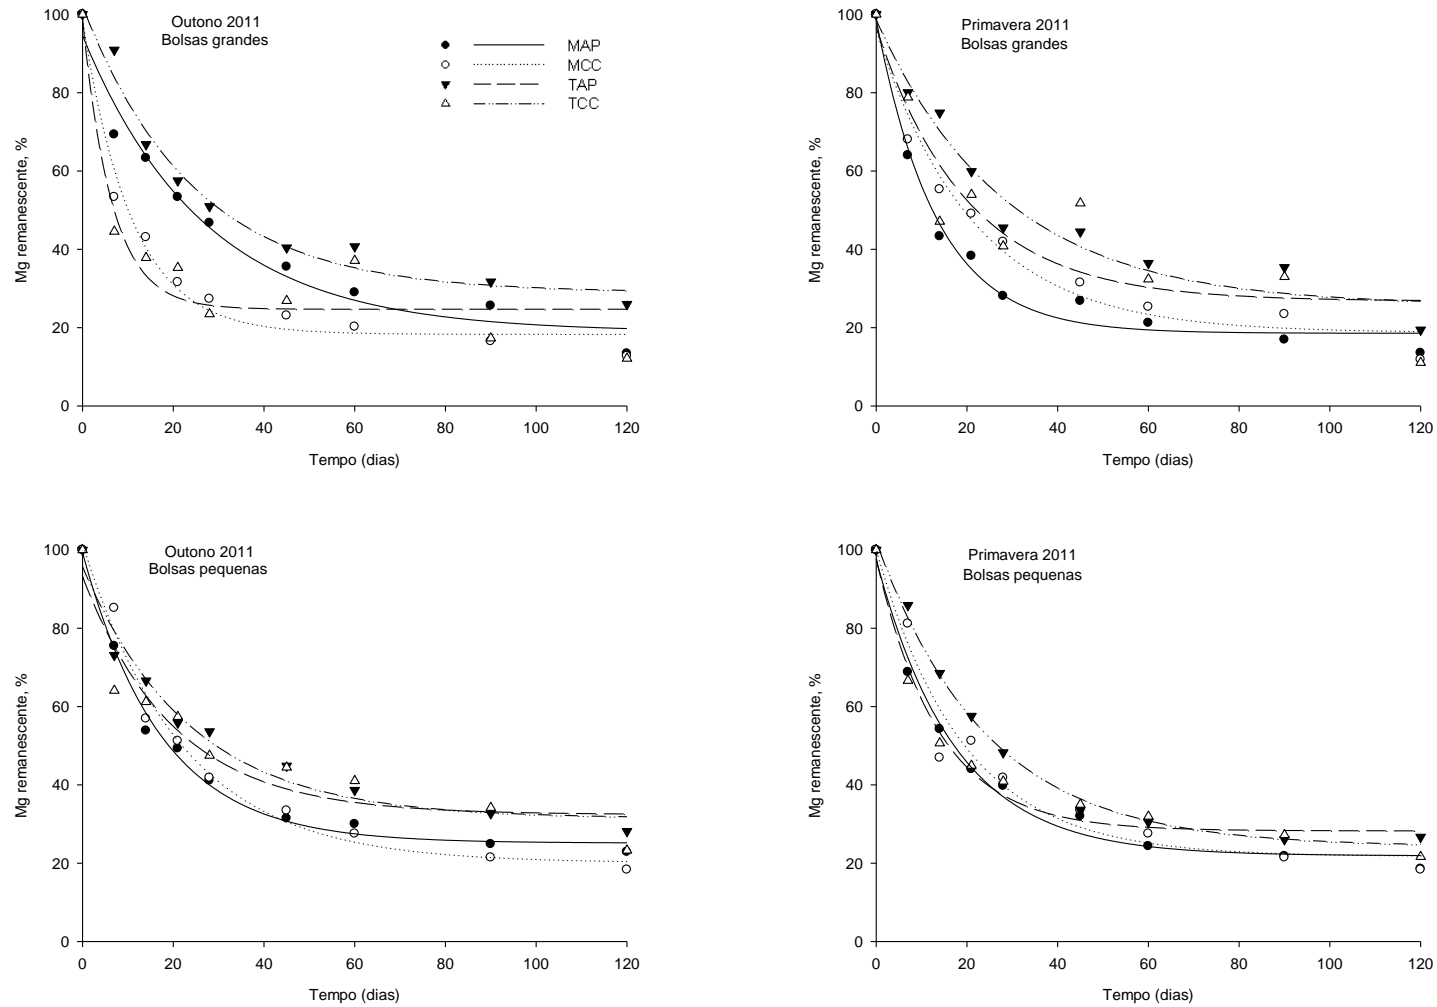 Outono 2011
Bolsas grandes
MAP
MCC
TAP
TCC
Mg remanescente, %
100
80
60
40
20
0
0 20 40 60 80 100 120
Tempo (dias)
Primavera 2011
Bolsas grandes
Mg remanescente, %
100
80
60
40
20
0
0 20 40 60 80 100 120
Tempo (dias)
Outono 2011
Bolsas pequenas
Mg remanescente, %
100
80
60
40
20
0
0 20 40 60 80 100 120
Tempo (dias)
Primavera 2011
Bolsas pequenas
Mg remanescente, %
100
80
60
40
20
0
0 20 40 60 80 100 120
Tempo (dias)